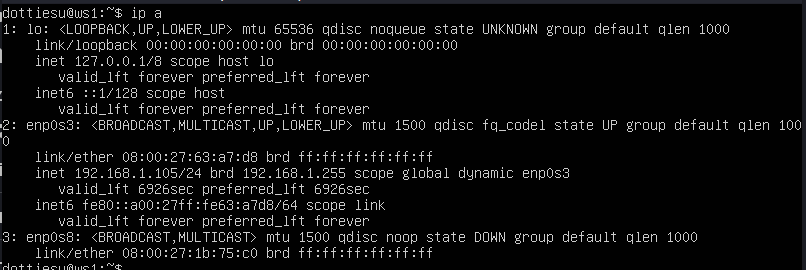 dottiesu@ws1:~$ ip a
1: lo: <LOOPBACK,UP,LOWER_UP> mtu 65536 qdisc noqueue state UNKNOWN group default qlen 1000
    link/loopback 00:00:00:00:00:00 brd 00:00:00:00:00:00
    inet 127.0.0.1/8 scope host lo
       valid_lft forever preferred_lft forever
    inet6 ::1/128 scope host
       valid_lft forever preferred_lft forever
2: enp0s3: <BROADCAST,MULTICAST,UP,LOWER_UP> mtu 1500 qdisc fq_codel state UP group default qlen 100
0
    link/ether 08:00:27:63:a7:d8 brd ff:ff:ff:ff:ff:ff
    inet 192.168.1.105/24 brd 192.168.1.255 scope global dynamic enp0s3
       valid_lft 6926sec preferred_lft 6926sec
    inet6 fe80::a00:27ff:fe63:a7d8/64 scope link
       valid_lft forever preferred_lft forever
3: enp0s8: <BROADCAST,MULTICAST> mtu 1500 qdisc noop state DOWN group default qlen 1000
    link/ether 08:00:27:1b:75:c0 brd ff:ff:ff:ff:ff:ff
dottiesu@ws1:~$